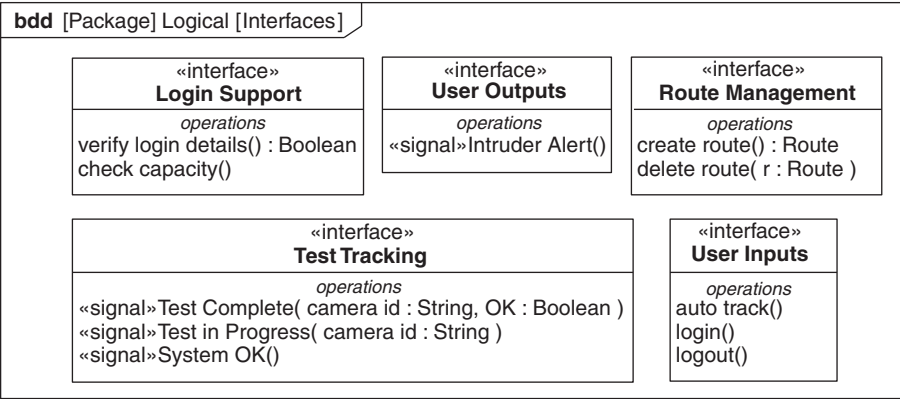 bdd [Package] Logical [Interfaces]
«interface»
Login Support
operations
verify login details() : Boolean
check capacity()
«interface»
User Outputs
operations
«signal»Intruder Alert()
«interface»
Route Management
operations
create route() : Route
delete route( r : Route )
«interface»
Test Tracking
operations
«signal»Test Complete( camera id : String, OK : Boolean )
«signal»Test in Progress( camera id : String )
«signal»System OK()
«interface»
User Inputs
operations
auto track()
login()
logout()